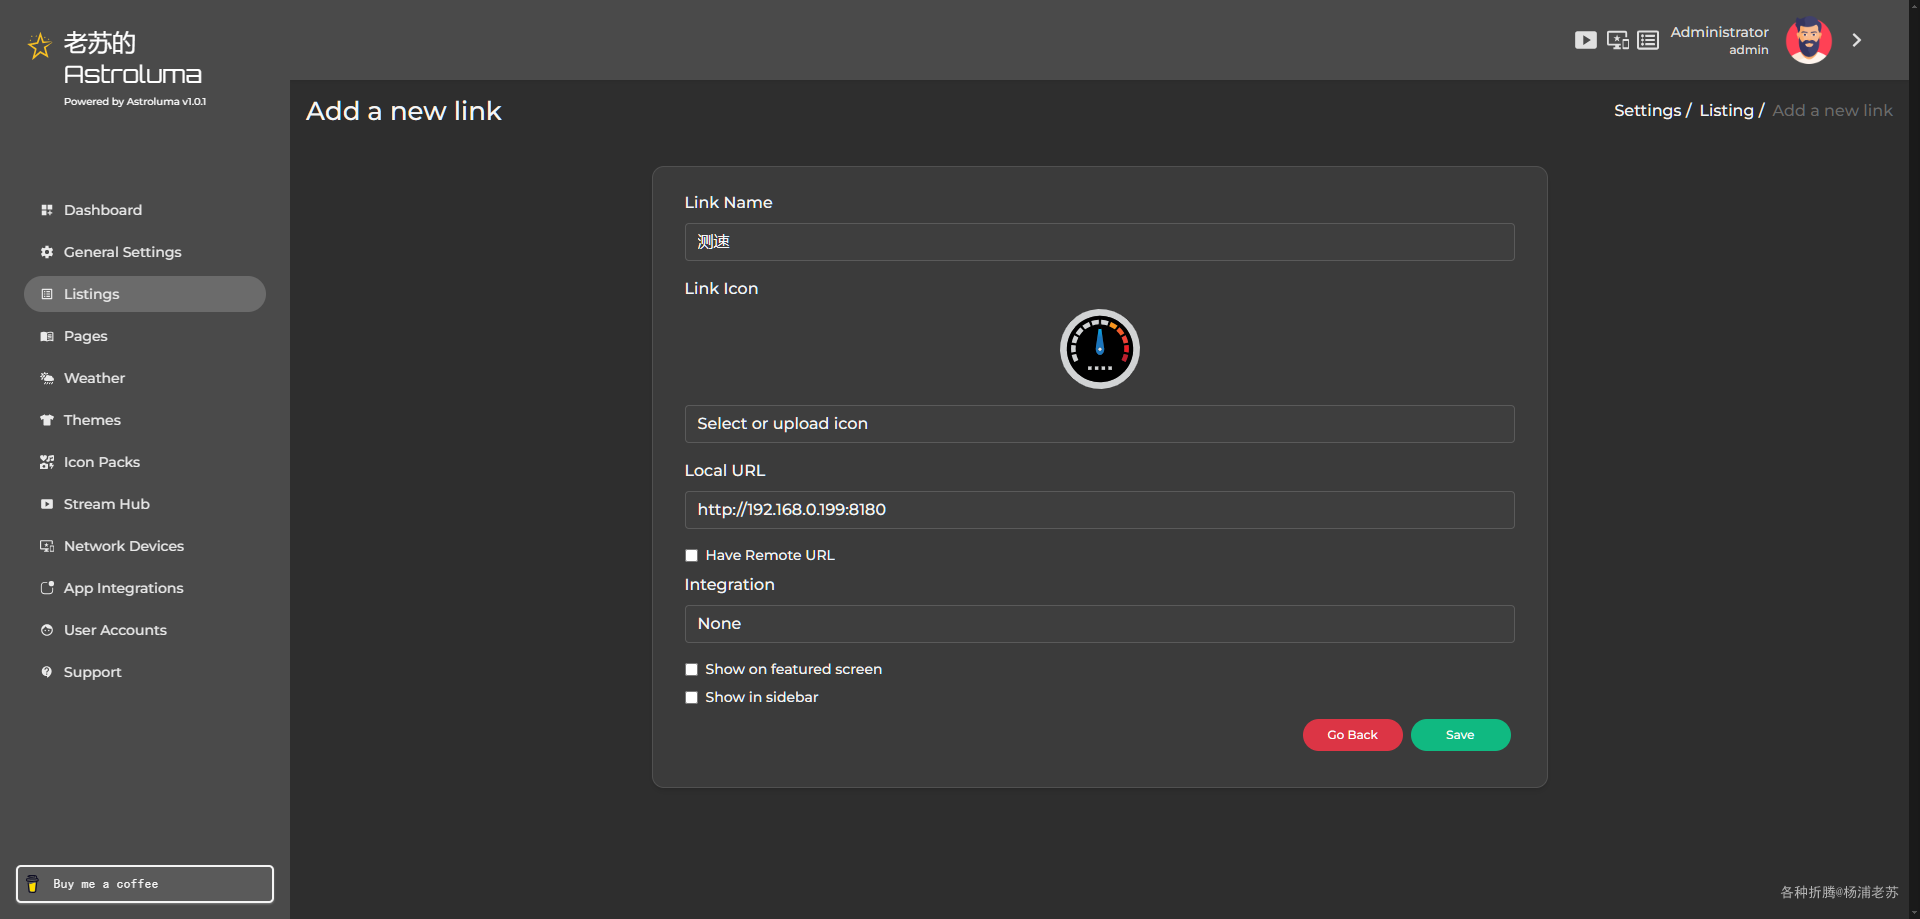 老苏的
Astroluma
Powered by Astroluma v1.0.1
Administrator
admin
Add a new link
Settings / Listing / Add a new link
Dashboard
General Settings
Listings
Pages
Weather
Themes
Icon Packs
Stream Hub
Network Devices
App Integrations
User Accounts
Support
Buy me a coffee
Link Name
测速
Link Icon
Select or upload icon
Local URL
http://192.168.0.199:8180
Have Remote URL
Integration
None
Show on featured screen
Show in sidebar
Go Back
Save
各种折腾@杨浦老苏